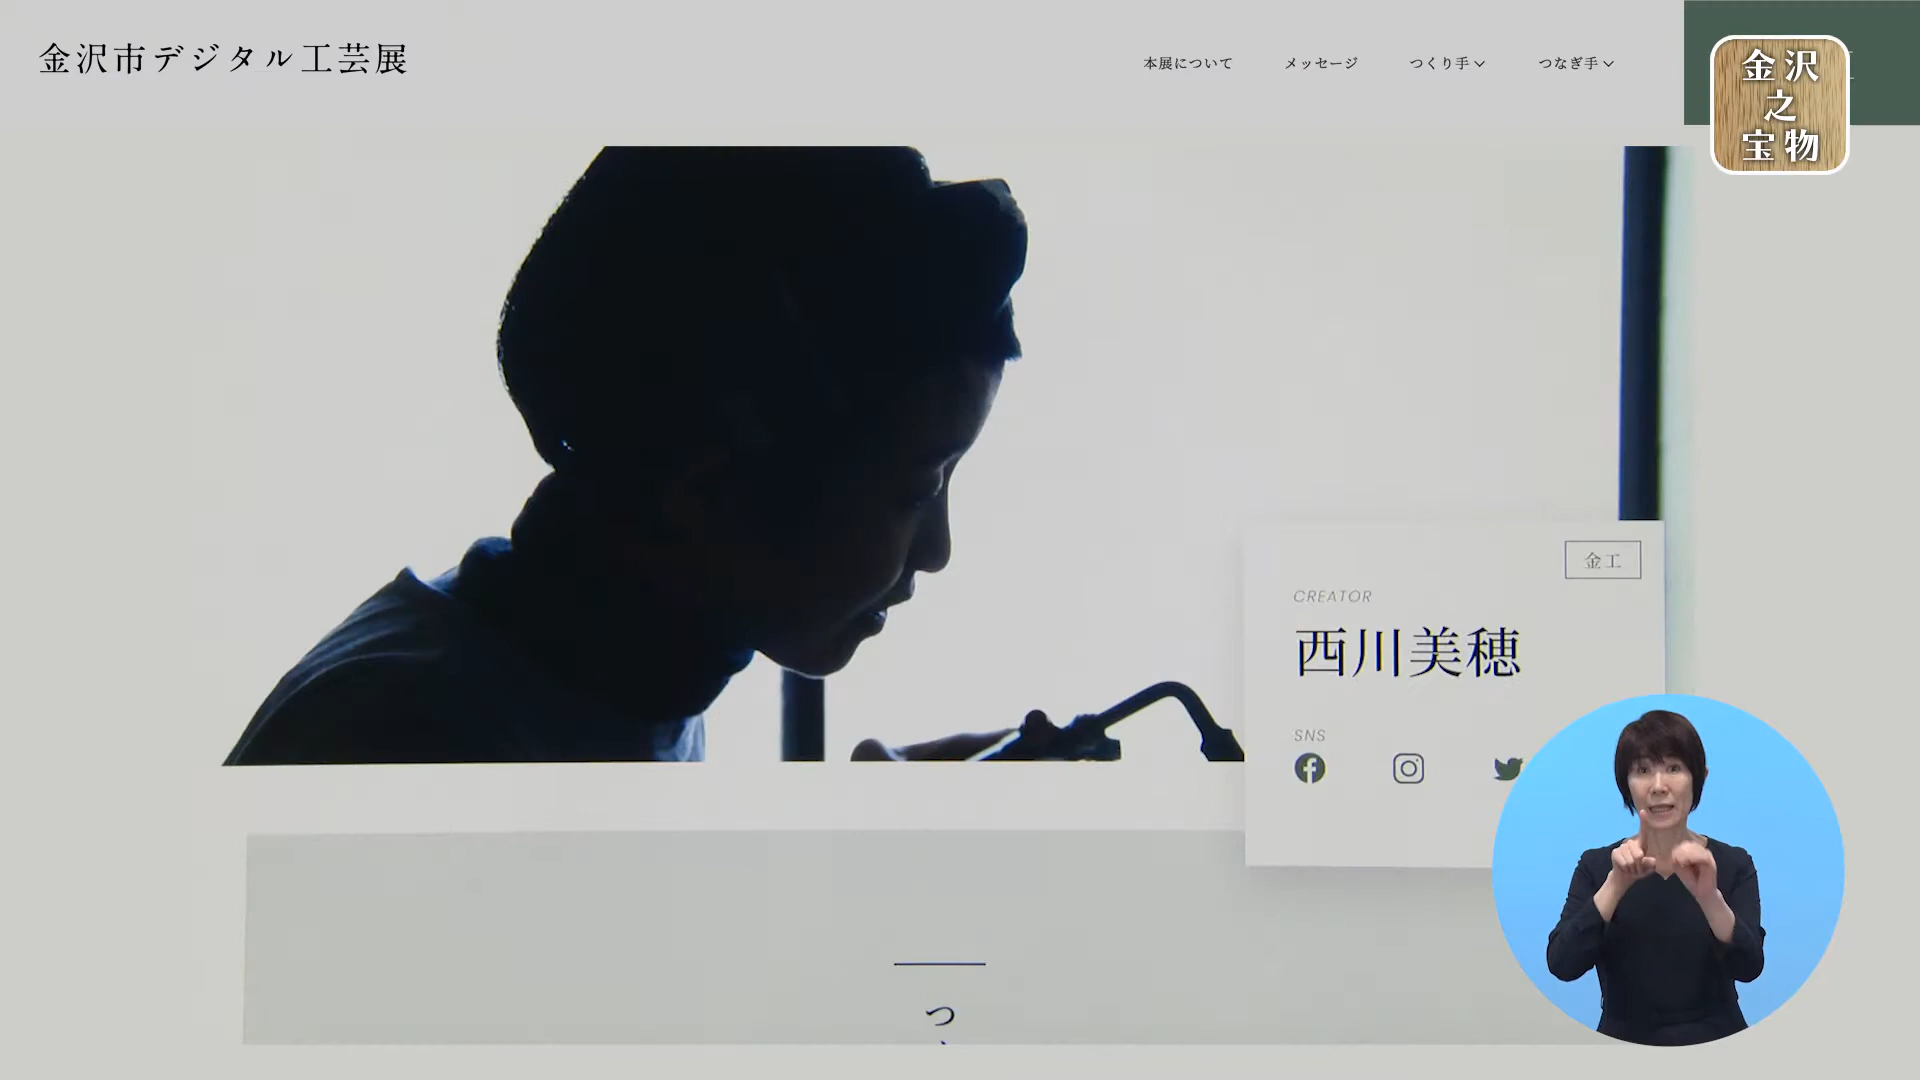 金沢市デジタル工芸展
本展について
メッセージ
つくり手
つなぎ手
金沢
之
宝物
金工
CREATOR
西川美穂
SNS
つ